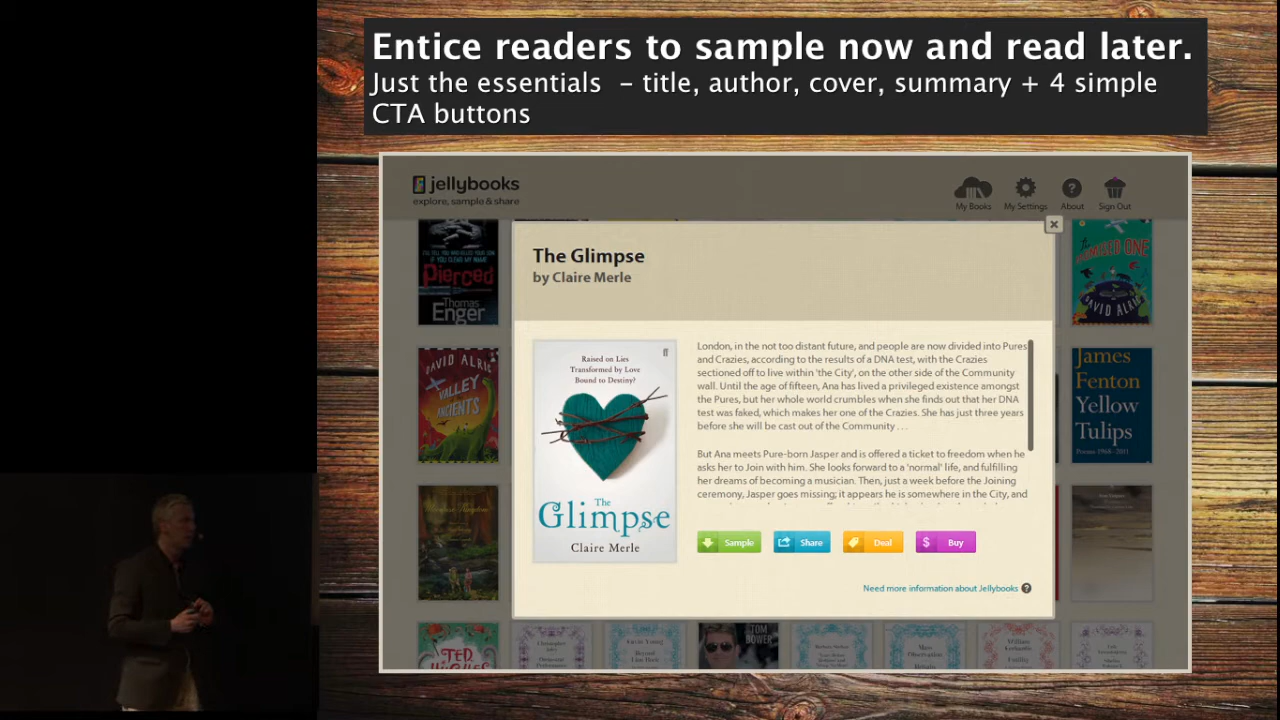 Entice readers to sample now and read later.
Just the essentials – title, author, cover, summary + 4 simple
CTA buttons
jellybooks
explore, sample & share
My Books
My Settings
About
Sign Out
The Glimpse
by Claire Merle
Pierced
Thomas
Enger
DAVID ALRIC
DAVID ALRIC
VALLEY
ANCIENTS
James
Fenton
Yellow
Tulips
Poems 1968-2011
Raised on Lies
Transformed by Love
Bound to Destiny?
The
Glimpse
Claire Merle
London, in the not too distant future, and people are now divided into Pures
and Crazies, according to the results of a DNA test, with the Crazies
sectioned off to live within 'the City', on the other side of the Community
wall. Until the age of fifteen, Ana has lived a privileged existence amongst
the Pures, but her whole world crumbles when she finds out that her DNA
test was faked, which makes her one of the Crazies. She has just three years
before she will be cast out of the Community . . .
But Ana meets Pure-born Jasper and is offered a ticket to freedom when he
asks her to Join with him. She looks forward to a 'normal' life, and fulfilling
her dreams of becoming a musician. Then, just a week before the Joining
ceremony, Jasper goes missing; it appears he is somewhere in the City, and
Sample
Share
Deal
$ Buy
Need more information about Jellybooks ?
TED
HUGHES
TOM
BOWER